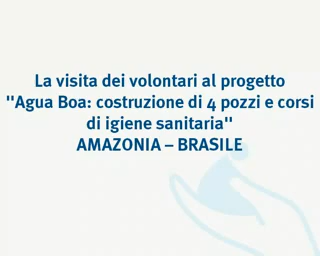 La visita dei volontari al progetto
"Agua Boa: costruzione di 4 pozzi e corsi
di igiene sanitaria"
AMAZONIA – BRASILE